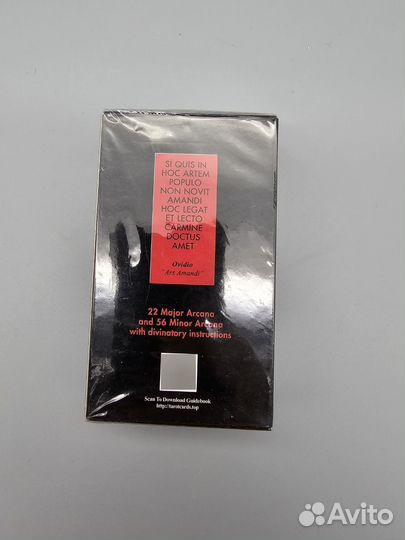 SI QUIS IN
HOC ARTEM
POPULO
NON NOVIT
AMANDI
HOC LEGAT
ET LECTO
CARMINE
DOCTUS
AMET
Ovidio
"Ars Amandi"
22 Major Arcana
and 56 Minor Arcana
with divinatory instructions
Scan To Download Guidebook
http://tarotcards.top
Avito